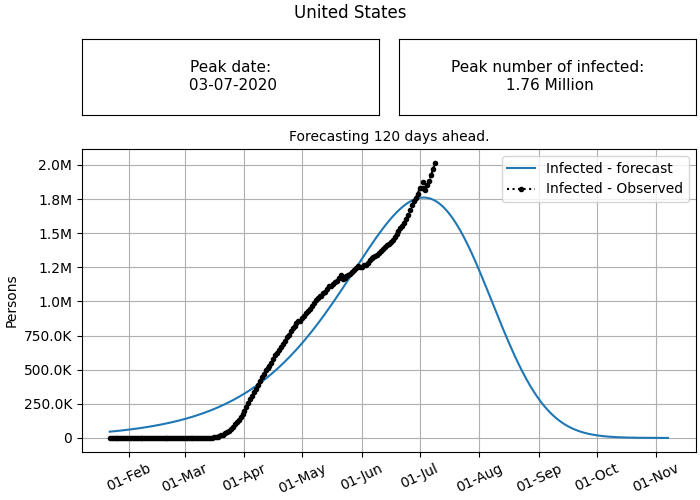 United States
Peak date:
03-07-2020
Peak number of infected:
1.76 Million
Forecasting 120 days ahead.
Infected - forecast
Infected - Observed
Persons
2.0M
1.8M
1.5M
1.2M
1.0M
750.0K
500.0K
250.0K
0
01-Feb
01-Mar
01-Apr
01-May
01-Jun
01-Jul
01-Aug
01-Sep
01-Oct
01-Nov